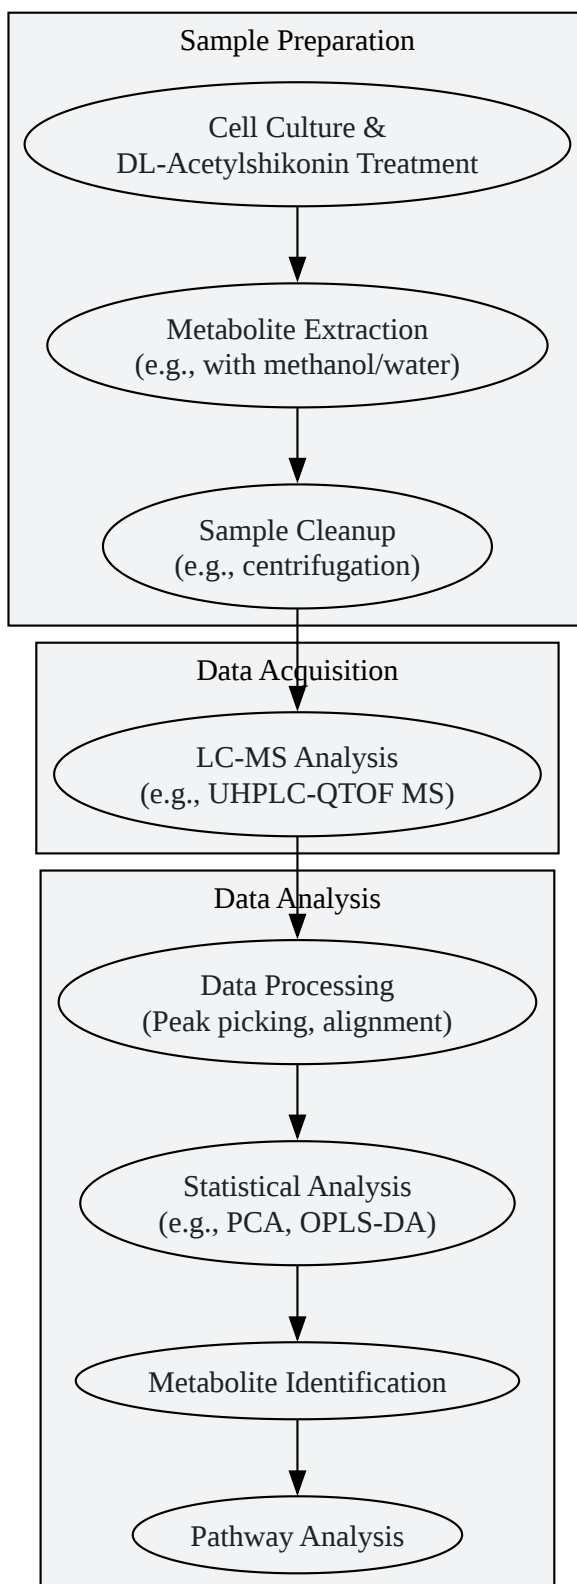 Sample Preparation
Cell Culture &
DL-Acetylshikonin Treatment
Metabolite Extraction
(e.g., with methanol/water)
Sample Cleanup
(e.g., centrifugation)
Data Acquisition
LC-MS Analysis
(e.g., UHPLC-QTOF MS)
Data Analysis
Data Processing
(Peak picking, alignment)
Statistical Analysis
(e.g., PCA, OPLS-DA)
Metabolite Identification
Pathway Analysis